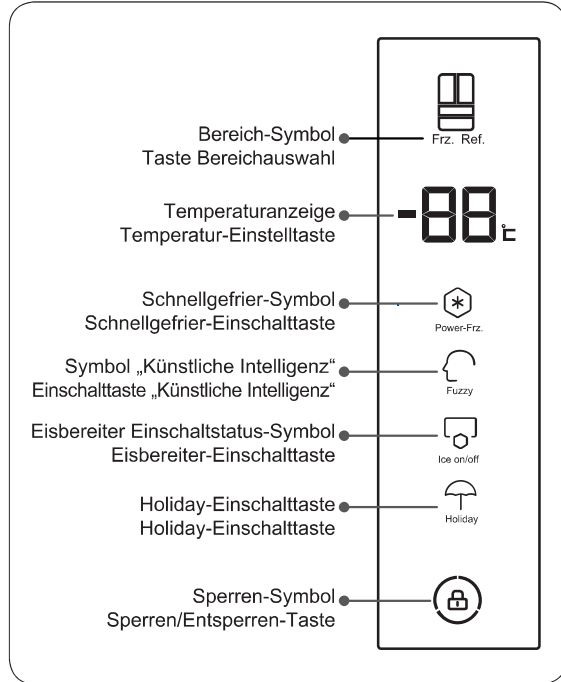 Bereich-Symbol
Taste Bereichauswahl
Frz. Ref.
Temperaturanzeige
Temperatur-Einstelltaste
-88℃
Schnellgefrier-Symbol
Schnellgefrier-Einschalttaste
Power-Frz.
Symbol „Künstliche Intelligenz“
Einschalttaste „Künstliche Intelligenz“
Fuzzy
Eisbereiter Einschaltstatus-Symbol
Eisbereiter-Einschalttaste
Ice on/off
Holiday-Einschalttaste
Holiday-Einschalttaste
Holiday
Sperren-Symbol
Sperren/Entsperren-Taste